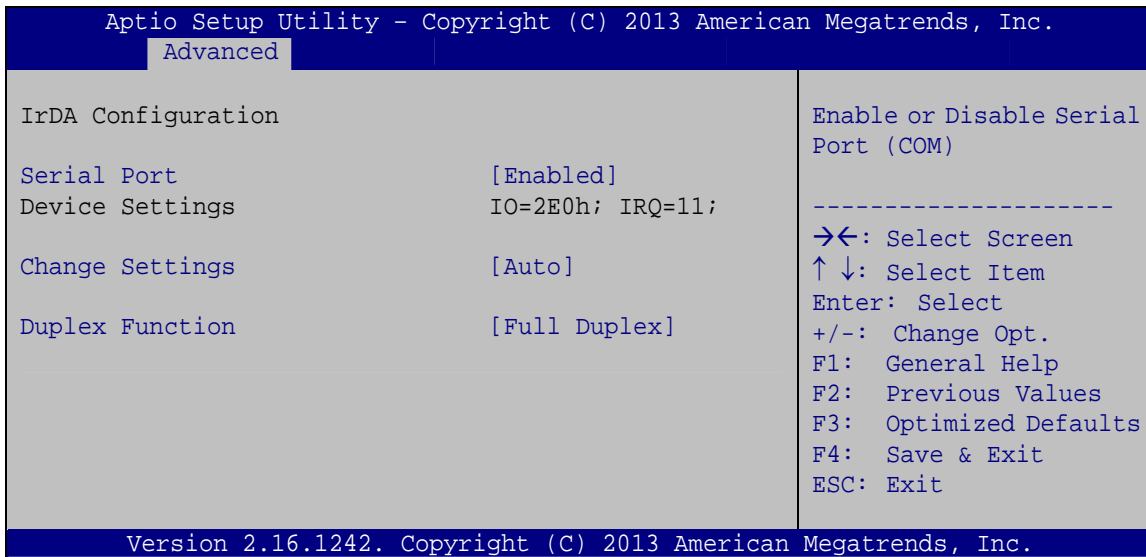 Aptio Setup Utility – Copyright (C) 2013 American Megatrends, Inc.
Advanced
IrDA Configuration
Serial Port [Enabled]
Device Settings IO=2E0h; IRQ=11;
Change Settings [Auto]
Duplex Function [Full Duplex]
Enable or Disable Serial
Port (COM)
---------------------
→←: Select Screen
↑ ↓: Select Item
Enter: Select
+/-: Change Opt.
F1: General Help
F2: Previous Values
F3: Optimized Defaults
F4: Save & Exit
ESC: Exit
Version 2.16.1242. Copyright (C) 2013 American Megatrends, Inc.